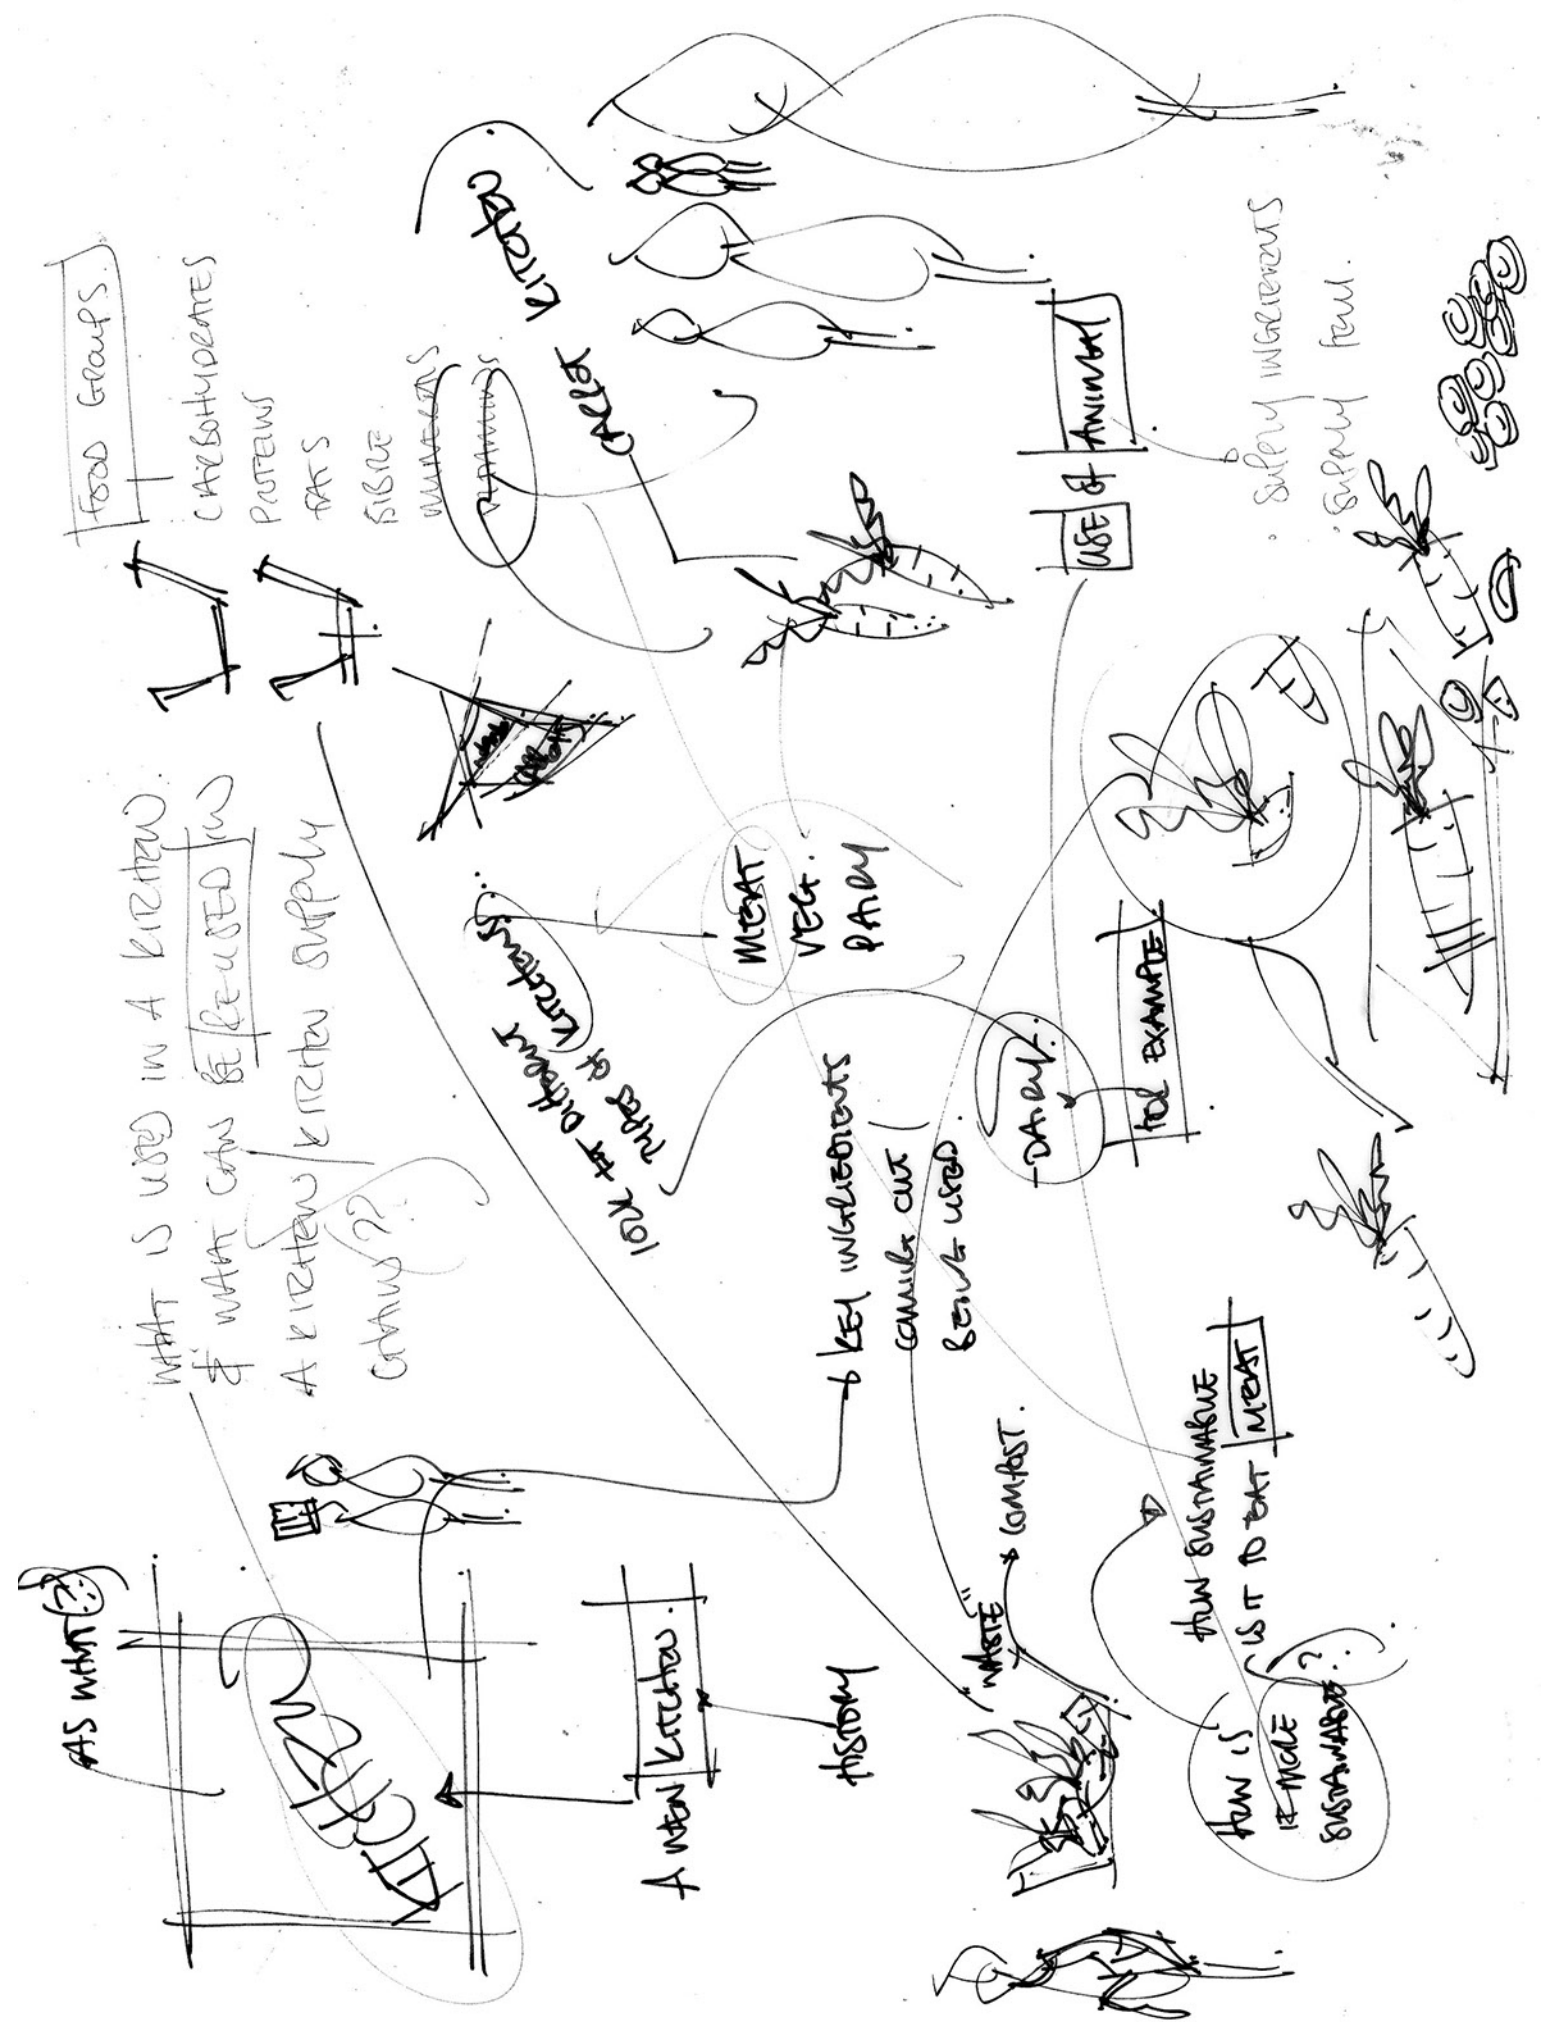 AS WHAT ?
KITCHEN
A NEW KITCHEN.
HISTORY
WHAT IS USED IN A KITCHEN.
& WHAT CAN BE RE-USED IN
A KITCHEN / KITCHEN SUPPLY
CHAIN??
FOOD GROUPS.
CARBOHYDRATES
PROTEINS
FATS
FIBRE
MINERALS
VITAMINS.
LOOK AT DIFFERENT
TYPES OF KITCHENS...
CARROT KITCHEN
MEAT
VEG.
DAIRY
KEY INGREDIENTS
COMING OUT
BEING USED.
"WASTE"
COMPOST.
-DAIRY.
FOR EXAMPLE
USE OF ANIMAL
. SUPPLY INGREDIENTS
. SUPPLY
HOW SUSTAINABLE
IS IT TO EAT MEAT
HOW IS
IT MORE
SUSTAINABLE ?